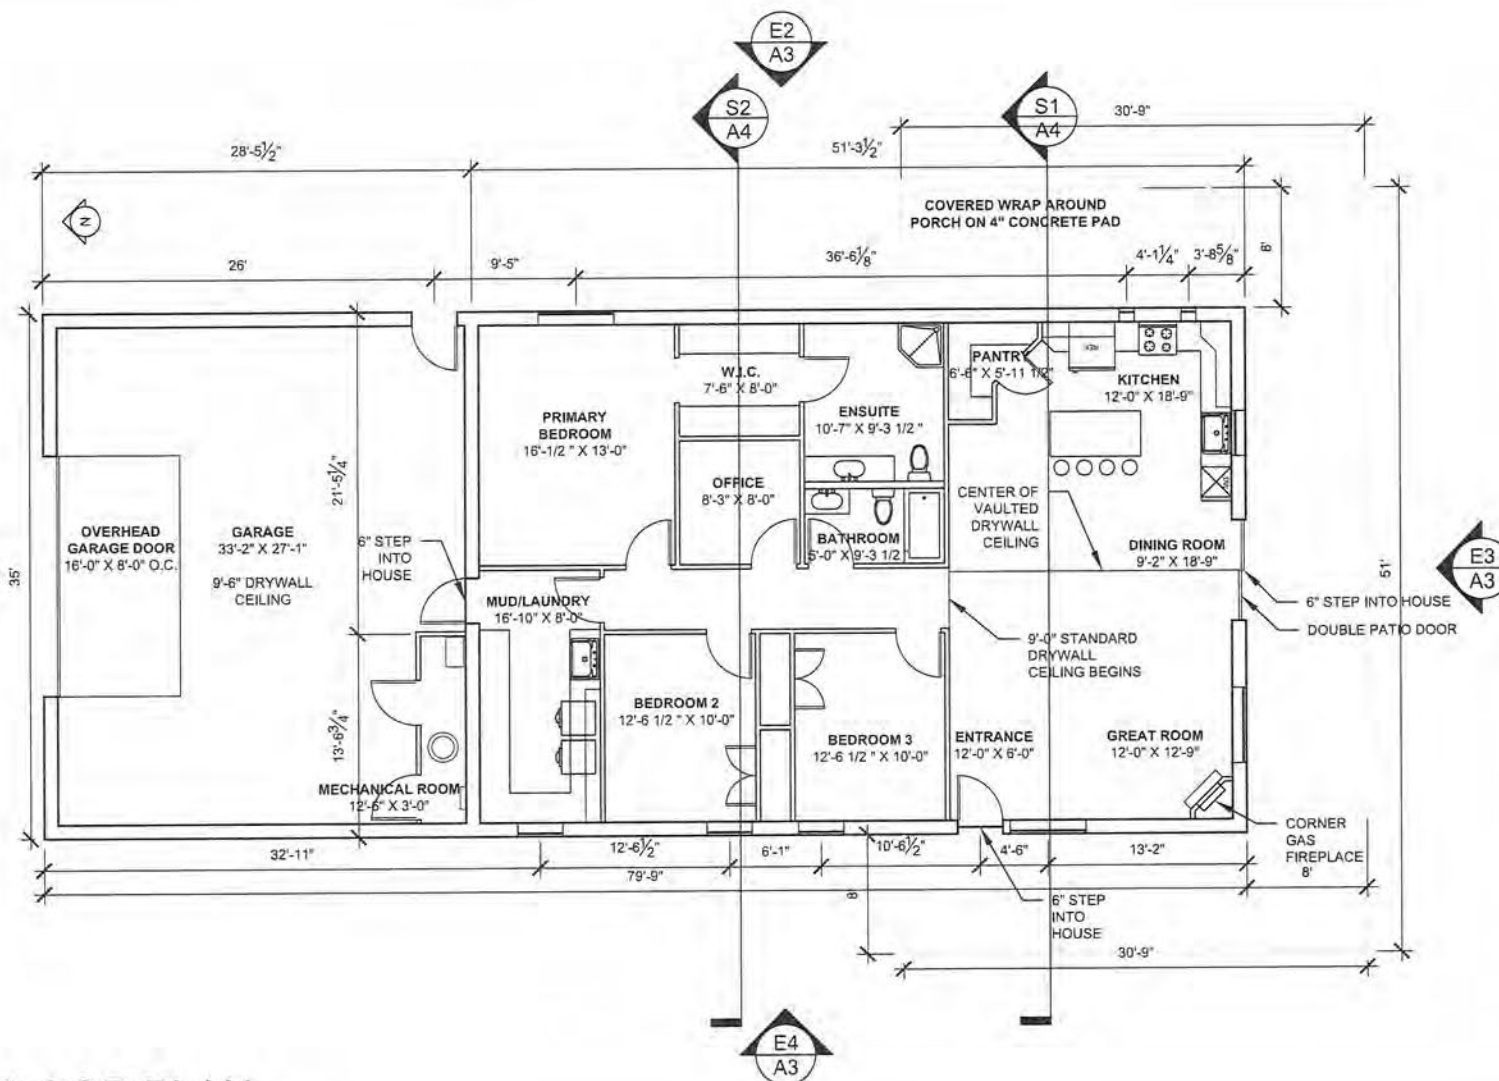 E2
A3
S2
A4
S1
A4
30'-9"
28'-5½"
51'-3½"
N
COVERED WRAP AROUND
PORCH ON 4" CONCRETE PAD
8'
26'
9'-5"
36'-6⅛"
4'-1¼"
3'-8⅝"
PANTRY
6'-6" X 5'-11 1/2"
REF
KITCHEN
12'-0" X 18'-9"
W.I.C.
7'-6" X 8'-0"
ENSUITE
10'-7" X 9'-3 1/2 "
PRIMARY
BEDROOM
16'-1/2 " X 13'-0"
OFFICE
8'-3" X 8'-0"
CENTER OF
VAULTED
DRYWALL
CEILING
DW
21'-5¼"
OVERHEAD
GARAGE DOOR
16'-0" X 8'-0" O.C.
GARAGE
33'-2" X 27'-1"
9'-6" DRYWALL
CEILING
6" STEP
INTO
HOUSE
BATHROOM
5'-0" X 9'-3 1/2
DINING ROOM
9'-2" X 18'-9"
E3
A3
35'
51'
MUD/LAUNDRY
16'-10" X 8'-0"
6" STEP INTO HOUSE
DOUBLE PATIO DOOR
9'-0" STANDARD
DRYWALL
CEILING BEGINS
BEDROOM 2
12'-6 1/2 " X 10'-0"
BEDROOM 3
12'-6 1/2 " X 10'-0"
ENTRANCE
12'-0" X 6'-0"
GREAT ROOM
12'-0" X 12'-9"
13'-6¾"
MECHANICAL ROOM
12'-6" X 3'-0"
CORNER
GAS
FIREPLACE
8'
32'-11"
12'-6½"
6'-1"
10'-6½"
4'-6"
13'-2"
79'-9"
8'
6" STEP
INTO
HOUSE
30'-9"
E4
A3